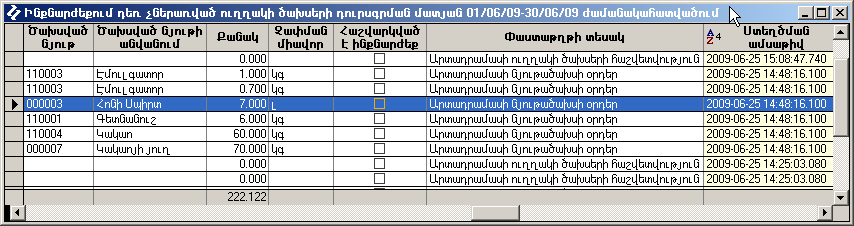 Ինքնարժեքում դեռ չներառված ուղղակի ծախսերի դուրսգրման մատյան 01/06/09-30/06/09 ժամանակահատվածում
Ծախսված Նյութ Ծախսված Նյութի անվանում Քանակ Չափման միավոր Հաշվարկված է ինքնարժեք Փաստաթղթի տեսակ Ստեղծման ամսաթիվ
0.000 Արտադրամասի ուղղակի ծախսերի հաշվետվություն 2009-06-25 15:08:47.740
110003 Էմուլգատոր 1.000 կգ Արտադրամասի Նյութածախսի օրդեր 2009-06-25 14:48:16.100
110003 Էմուլգատոր 0.700 կգ Արտադրամասի Նյութածախսի օրդեր 2009-06-25 14:48:16.100
000003 Հոնի Սպիրտ 7.000 լ Արտադրամասի Նյութածախսի օրդեր 2009-06-25 14:48:16.100
110001 Գետնանուշ 6.000 կգ Արտադրամասի Նյութածախսի օրդեր 2009-06-25 14:48:16.100
110004 Կակաո 60.000 կգ Արտադրամասի Նյութածախսի օրդեր 2009-06-25 14:48:16.100
000007 Կակաոյի յուղ 70.000 կգ Արտադրամասի Նյութածախսի օրդեր 2009-06-25 14:48:16.100
0.000 Արտադրամասի ուղղակի ծախսերի հաշվետվություն 2009-06-25 14:25:03.080
0.000 Արտադրամասի ուղղակի ծախսերի հաշվետվություն 2009-06-25 14:25:03.080
222.122